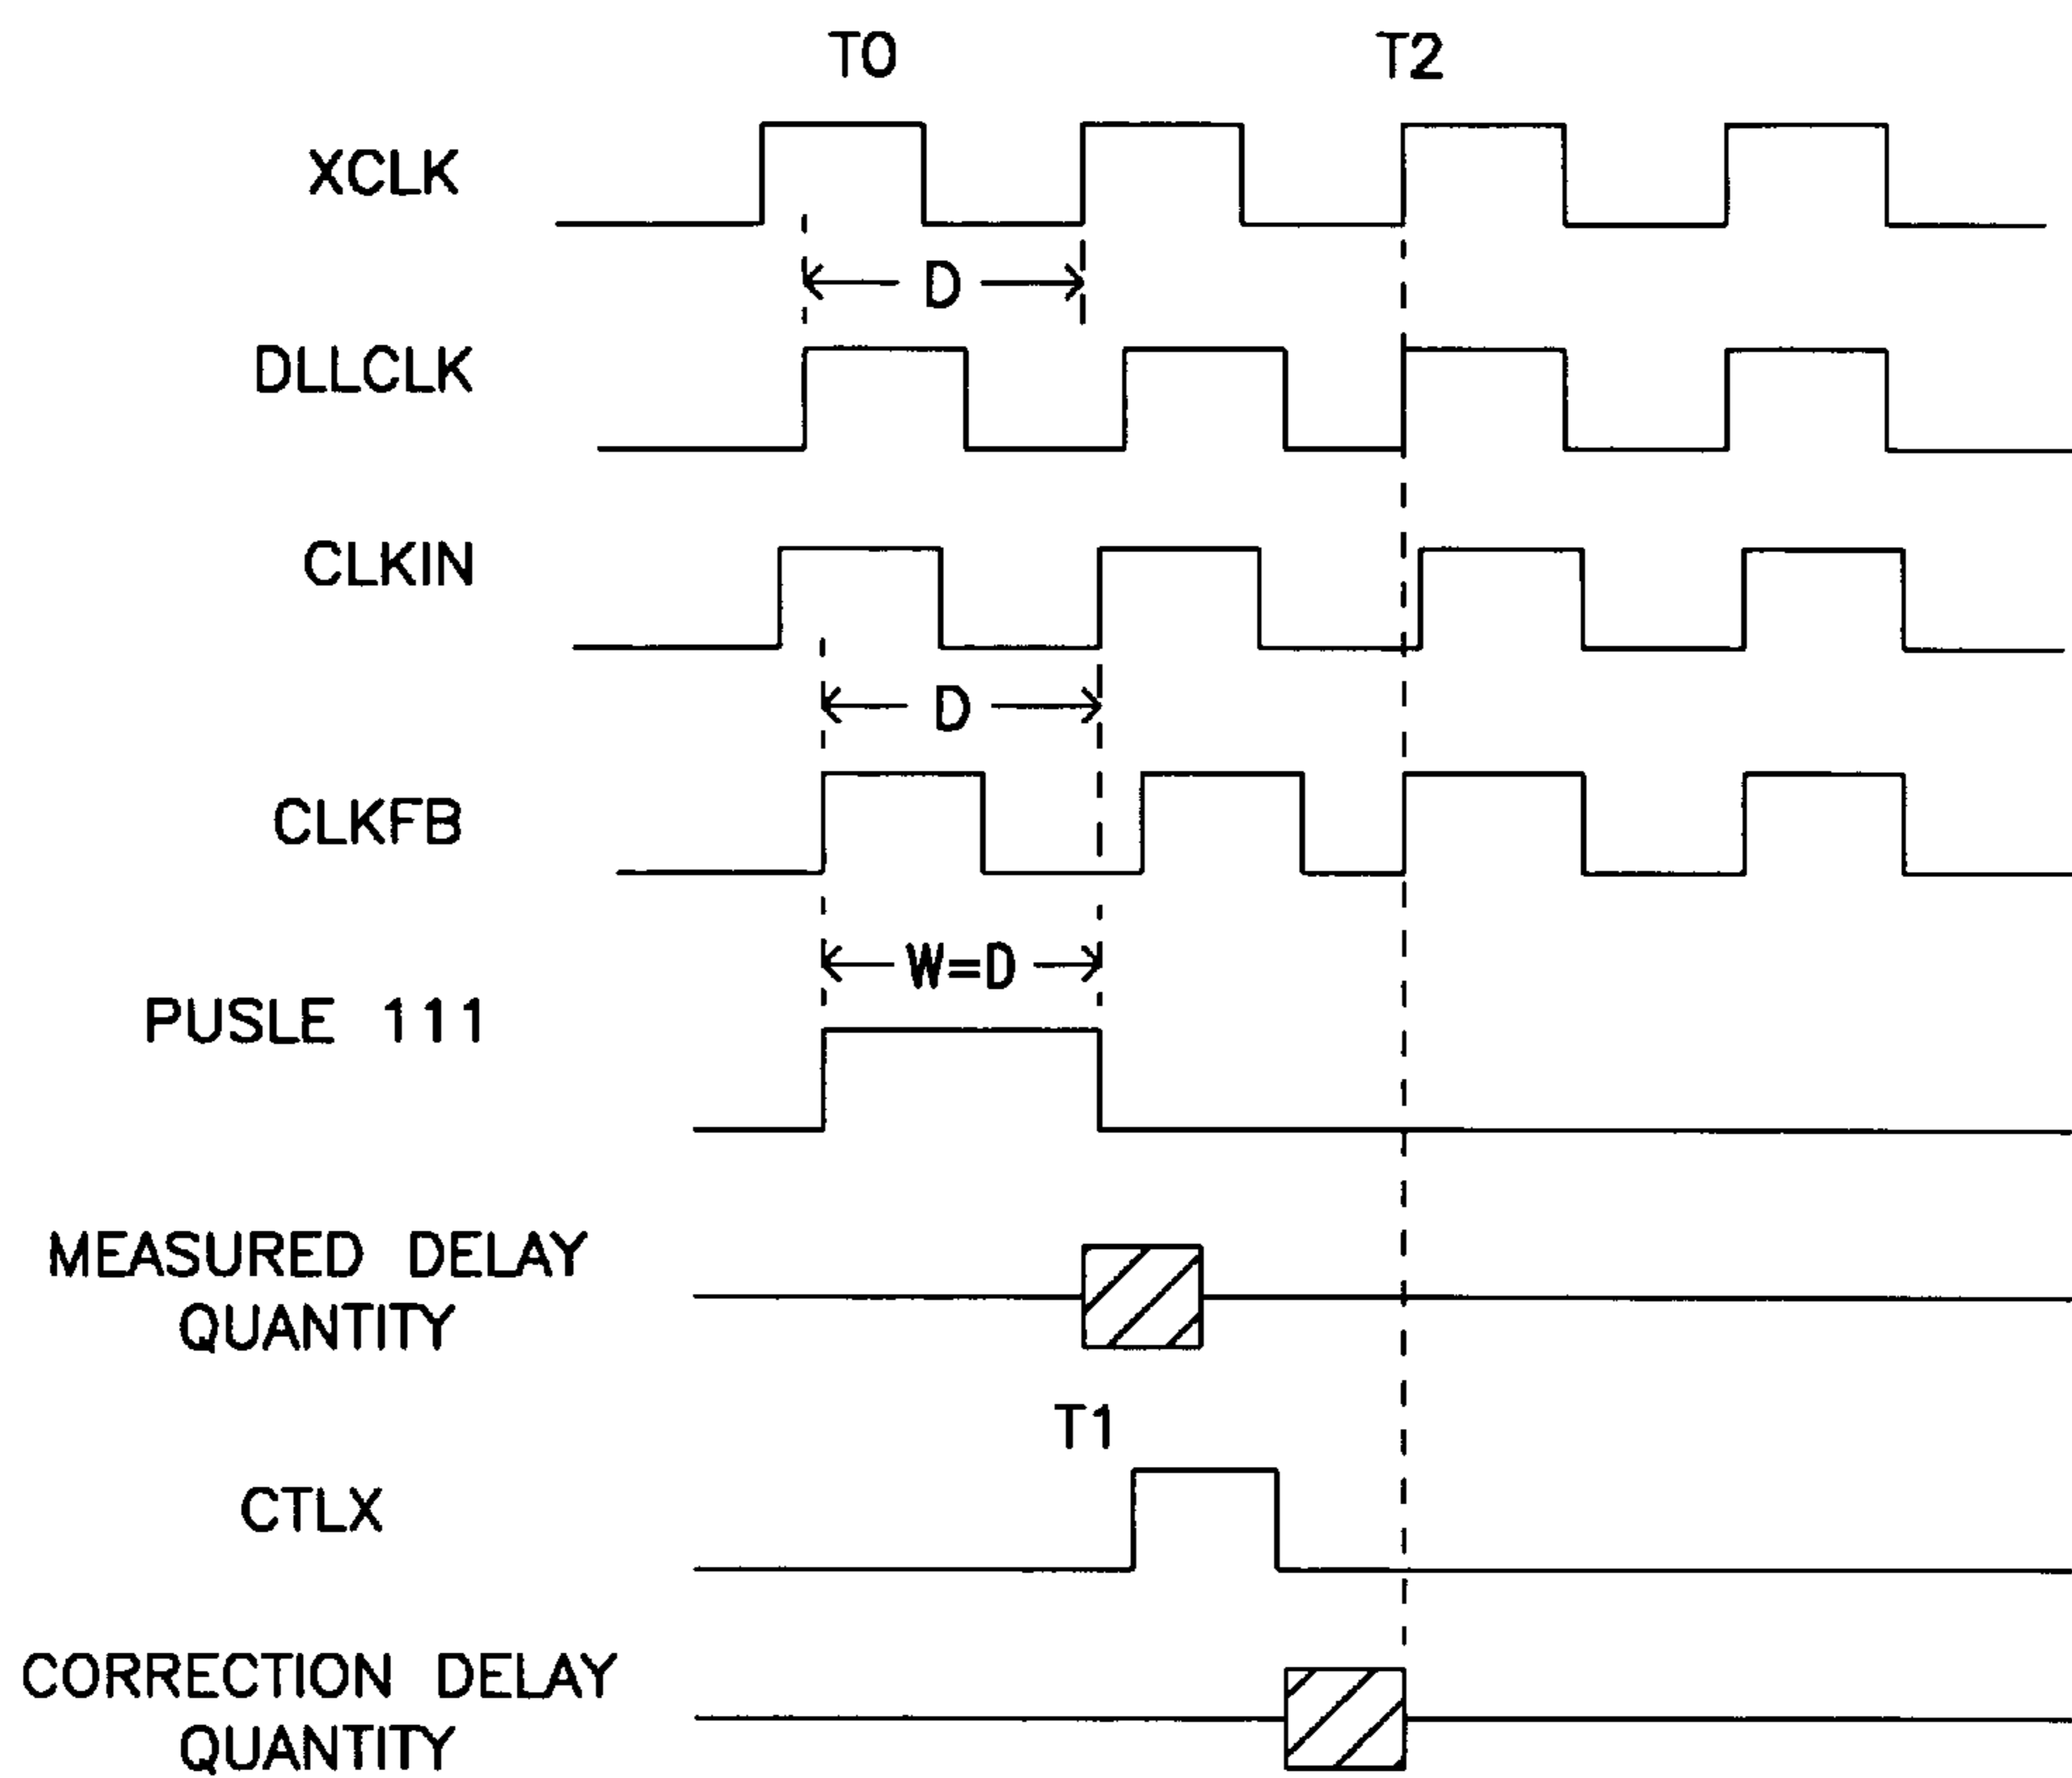 T0 T2
XCLK
D
DLLCLK
CLKIN
D
CLKFB
W=D
PUSLE 111
MEASURED DELAY
QUANTITY
T1
CTLX
CORRECTION DELAY
QUANTITY